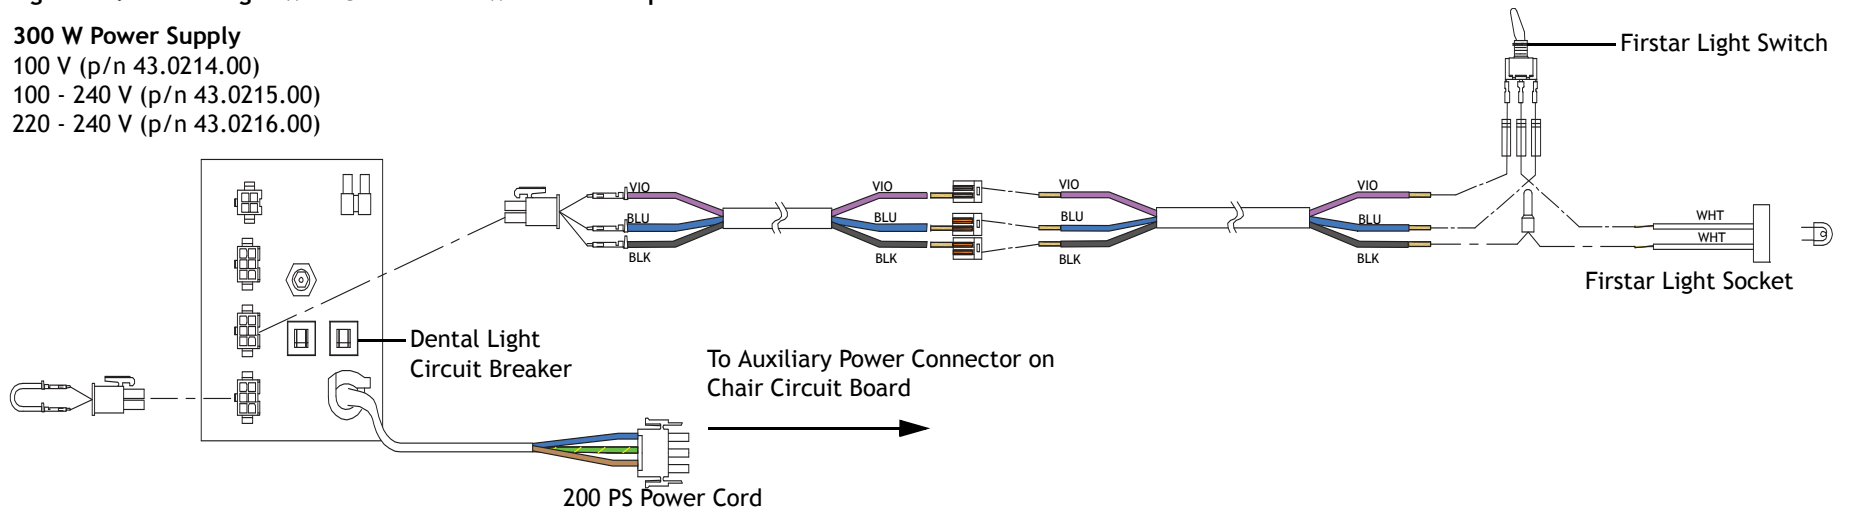 300 W Power Supply
100 V (p/n 43.0214.00)
100 - 240 V (p/n 43.0215.00)
220 - 240 V (p/n 43.0216.00)
Firstar Light Switch
VIO
VIO
VIO
VIO
BLU
BLU
BLU
BLU
BLK
BLK
BLK
BLK
WHT
WHT
Firstar Light Socket
Dental Light
Circuit Breaker
To Auxiliary Power Connector on
Chair Circuit Board
200 PS Power Cord